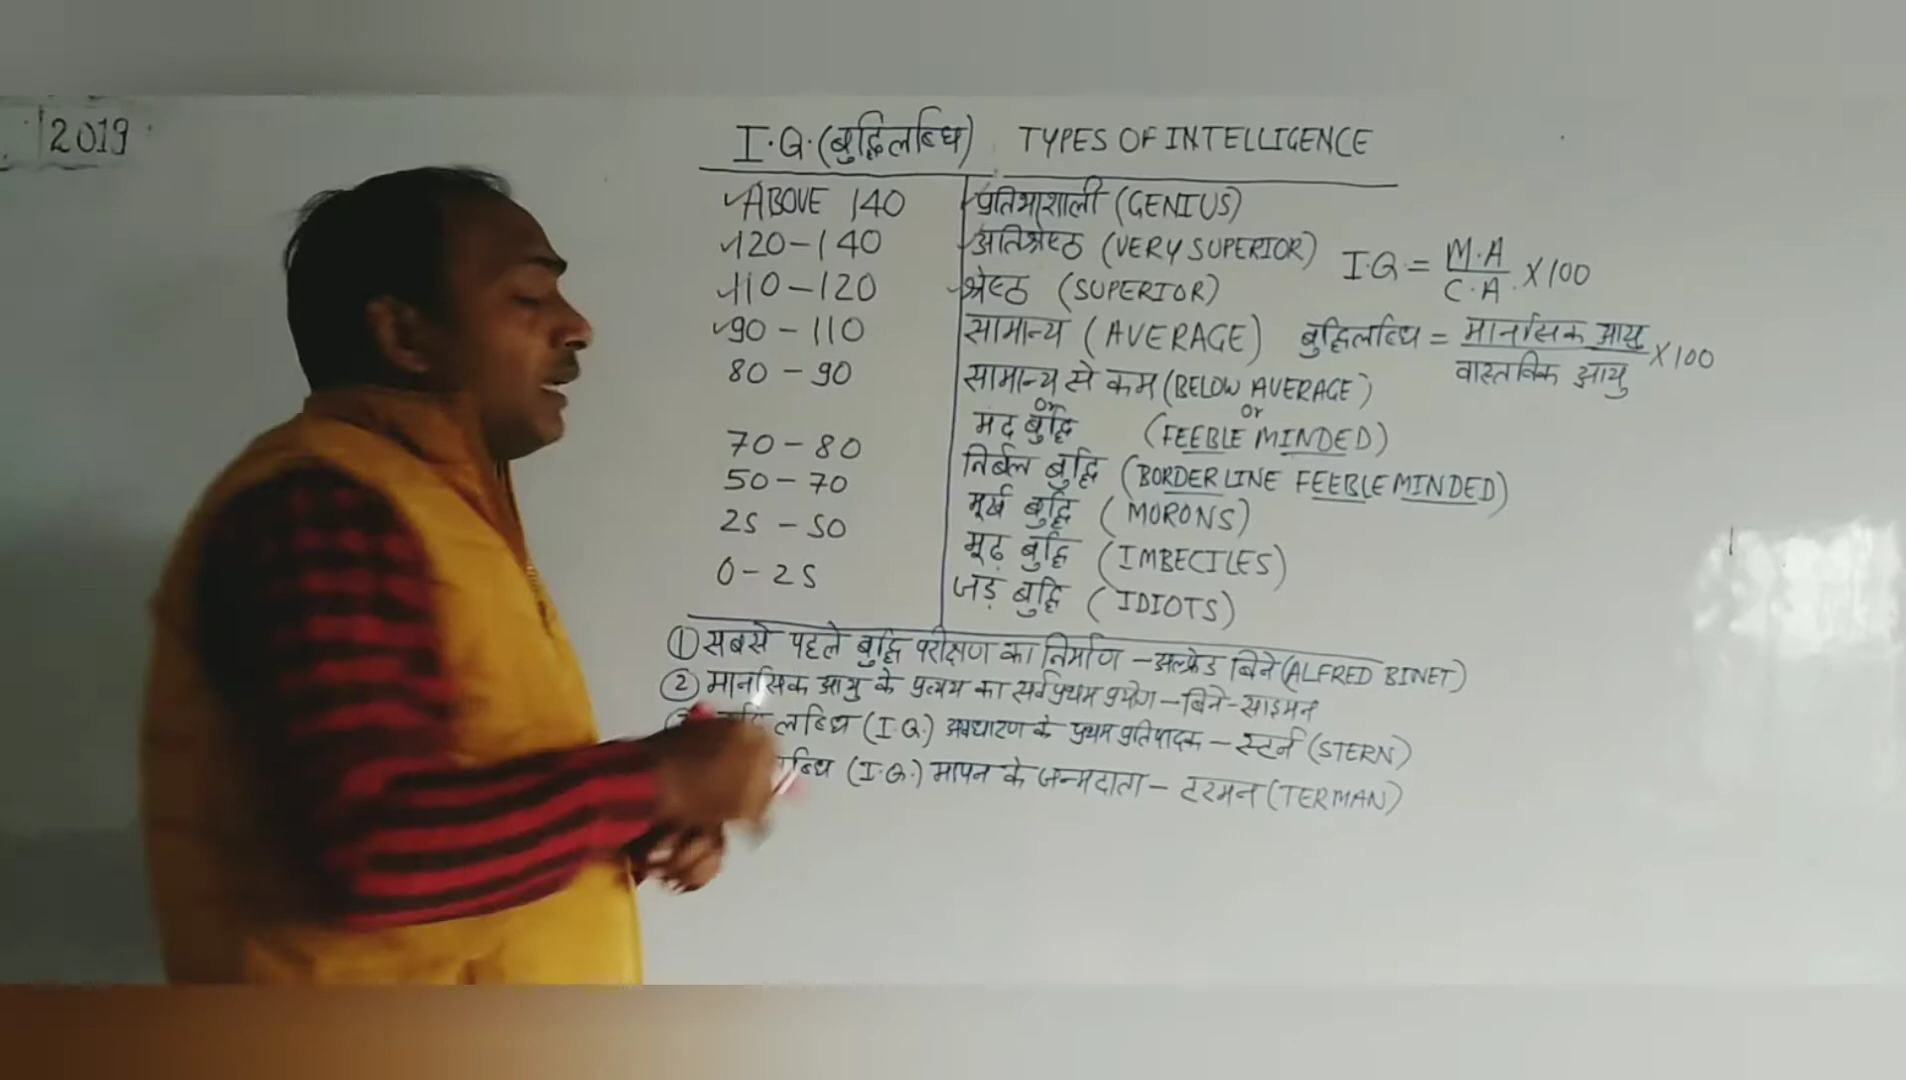 2019
I.Q. (बुद्धिलब्धि) TYPES OF INTELLIGENCE
ABOVE 140 प्रतिभाशाली (GENIUS)
120-140 अतिश्रेष्ठ (VERY SUPERIOR)
110-120 श्रेष्ठ (SUPERIOR)
90-110 सामान्य (AVERAGE)
80-90 सामान्य से कम (BELOW AVERAGE)
or or
मंद बुद्धि (FEEBLE MINDED)
70-80 निर्बल बुद्धि (BORDER LINE FEEBLE MINDED)
50-70 मूर्ख बुद्धि (MORONS)
25-50 मूढ़ बुद्धि (IMBECILES)
0-25 जड़ बुद्धि (IDIOTS)
I.Q. = M.A / C.A. X100
बुद्धिलब्धि = मानसिक आयु / वास्तविक आयु X100
① सबसे पहले बुद्धि परीक्षण का निर्माण - अल्फ्रेड बिने (ALFRED BINET)
② मानसिक आयु के प्रत्यय का सर्वप्रथम प्रयोग - बिने-साइमन
लब्धि (I.Q.) अवधारणा के प्रथम प्रतिपादक - स्टर्न (STERN)
ब्धि (I.Q.) मापन के जन्मदाता - टरमन (TERMAN)